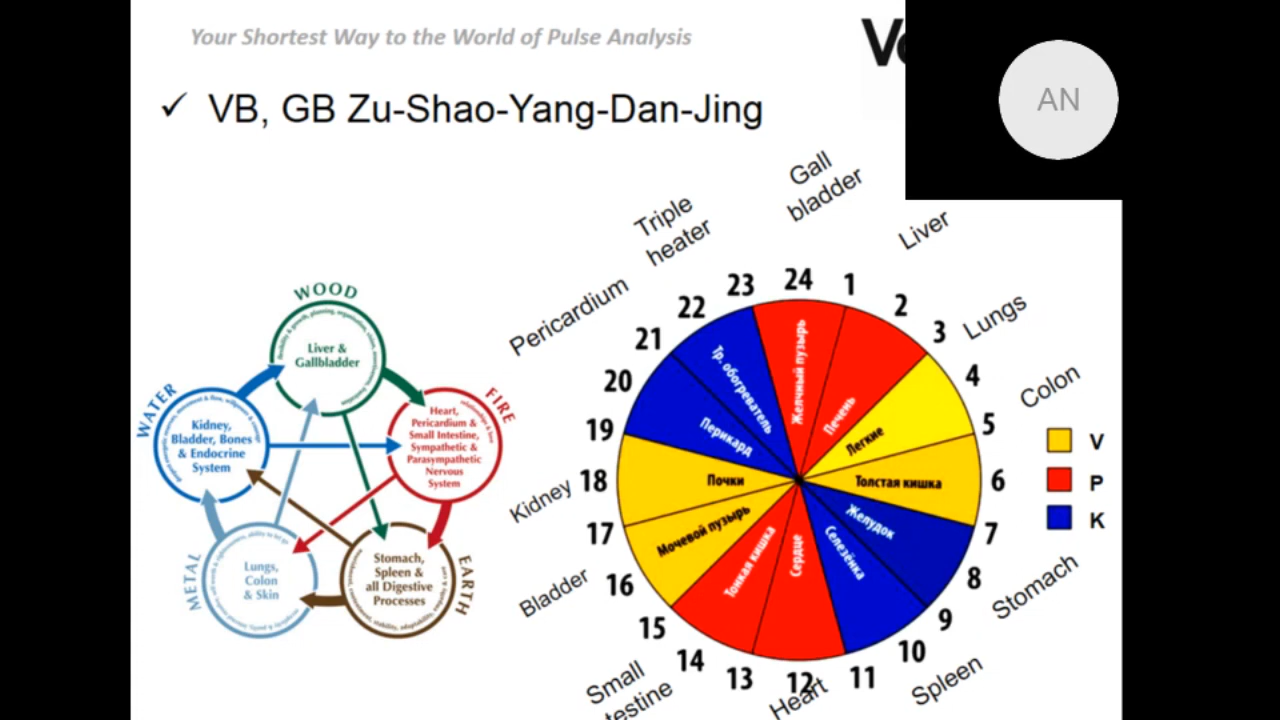 Your Shortest Way to the World of Pulse Analysis
AN
✓ VB, GB Zu-Shao-Yang-Dan-Jing
Gall
bladder
Triple
heater
Liver
Pericardium
Lungs
Colon
Kidney
Bladder
Small
Heart
Spleen
Stomach
24
1
2
3
4
5
6
7
8
9
10
11
12
13
14
15
16
17
18
19
20
21
22
23
Желчный пузырь
Печень
Легкие
Толстая кишка
Желудок
Селезёнка
Сердце
Тонкая кишка
Мочевой пузырь
Почки
Перикард
Тр. обогреватель
V
P
K
WOOD
Liver &
Gallbladder
FIRE
Heart,
Pericardium &
Small Intestine,
Sympathetic &
Parasympathetic
Nervous
System
EARTH
Stomach,
Spleen &
all Digestive
Processes
METAL
Lungs,
Colon
& Skin
WATER
Kidney,
Bladder, Bones
& Endocrine
System